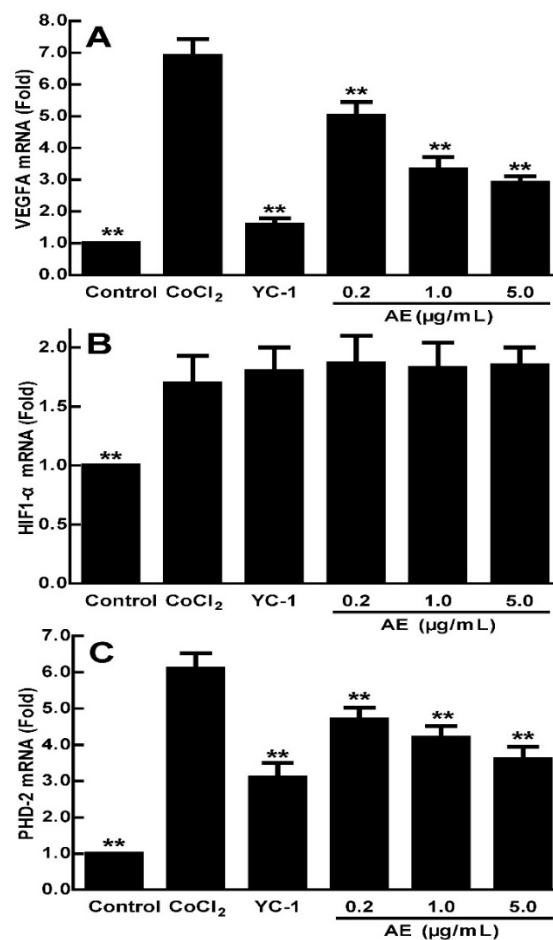 A
VEGFA mRNA (Fold)
8.0
7.0
6.0
5.0
4.0
3.0
2.0
1.0
0.0
** ** ** ** **
Control CoCl₂ YC-1 0.2 1.0 5.0
AE (µg/mL)
B
HIF1-α mRNA (Fold)
2.0
1.5
1.0
0.5
0.0
**
Control CoCl₂ YC-1 0.2 1.0 5.0
AE (µg/mL)
C
PHD-2 mRNA (Fold)
7.0
6.0
5.0
4.0
3.0
2.0
1.0
0.0
** ** ** ** **
Control CoCl₂ YC-1 0.2 1.0 5.0
AE (µg/mL)